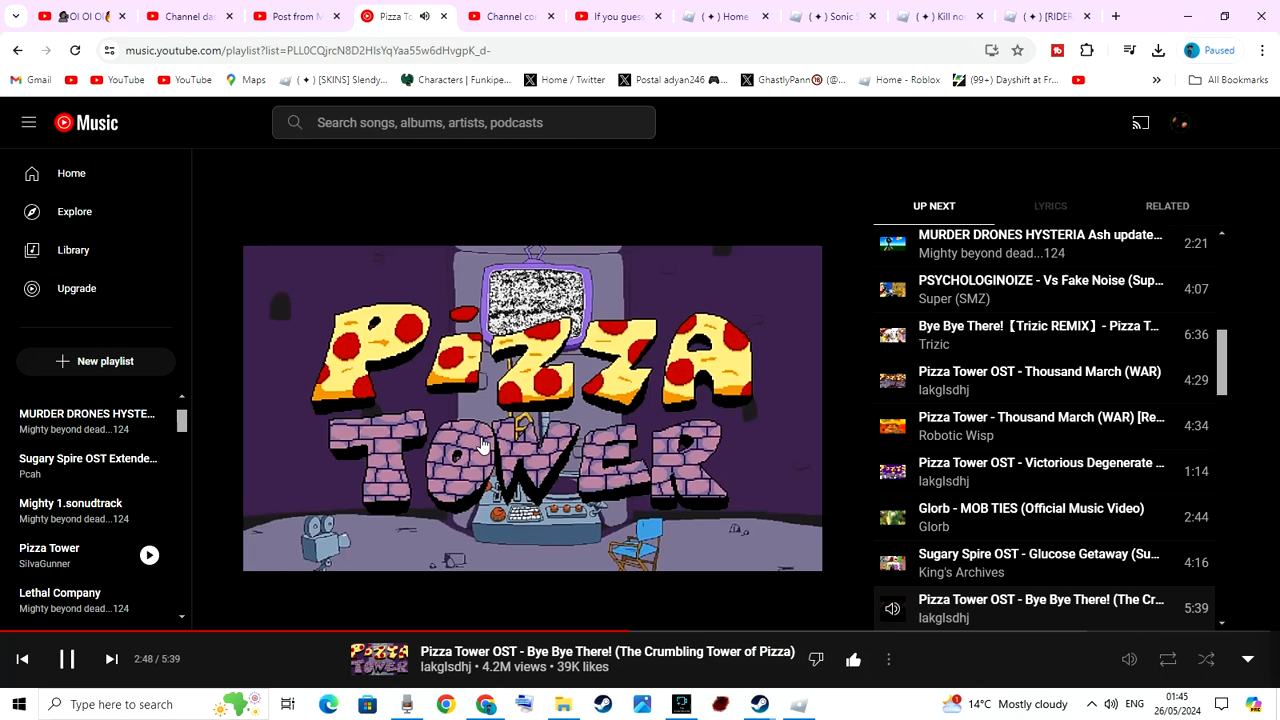 OI OI OI
Channel das
Post from M
Pizza To
Channel con
If you gues
( ✦ ) Home
( ✦ ) Sonic S
( ✦ ) Kill no
( ✦ ) [RIDER
music.youtube.com/playlist?list=PLL0CQjrcN8D2HIsYqYaa55w6dHvgpK_d-
Paused
Gmail
YouTube
YouTube
Maps
( ✦ ) [SKINS] Slendy...
Characters | Funkipe...
Home / Twitter
Postal adyan246
GhastlyPann🔞 (@...
Home - Roblox
(99+) Dayshift at Fr...
»
All Bookmarks
Music
Search songs, albums, artists, podcasts
Home
Explore
Library
Upgrade
New playlist
MURDER DRONES HYSTE...
Mighty beyond dead...124
Sugary Spire OST Extende...
Pcah
Mighty 1.sonudtrack
Mighty beyond dead...124
Pizza Tower
SilvaGunner
Lethal Company
Mighty beyond dead...124
PizzA
TOWER
UP NEXT
LYRICS
RELATED
MURDER DRONES HYSTERIA Ash update...
Mighty beyond dead...124
2:21
PSYCHOLOGINOIZE - Vs Fake Noise (Sup...
Super (SMZ)
4:07
Bye Bye There!【Trizic REMIX】- Pizza T...
Trizic
6:36
Pizza Tower OST - Thousand March (WAR)
lakglsdhj
4:29
Pizza Tower - Thousand March (WAR) [Re...
Robotic Wisp
4:34
Pizza Tower OST - Victorious Degenerate ...
lakglsdhj
1:14
Glorb - MOB TIES (Official Music Video)
Glorb
2:44
Sugary Spire OST - Glucose Getaway (Su...
King's Archives
4:16
Pizza Tower OST - Bye Bye There! (The Cr...
lakglsdhj
5:39
2:48 / 5:39
Pizza Tower OST - Bye Bye There! (The Crumbling Tower of Pizza)
lakglsdhj • 4.2M views • 39K likes
Type here to search
14°C Mostly cloudy
ENG
01:45
26/05/2024